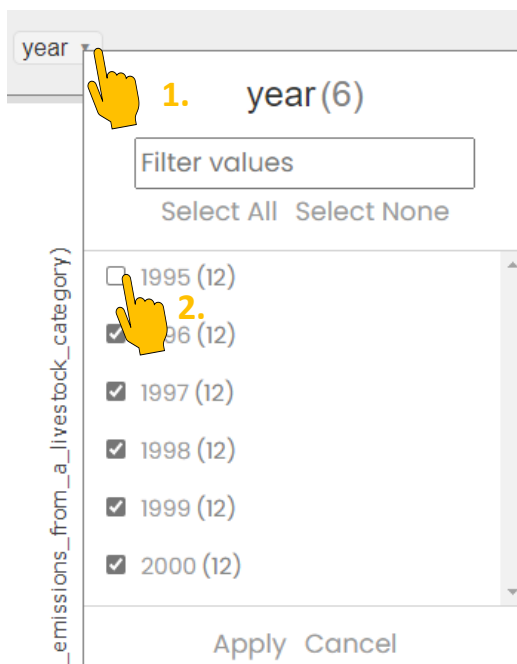 year
1. year (6)
Filter values
Select All Select None
1995 (12)
2.
96 (12)
1997 (12)
1998 (12)
1999 (12)
2000 (12)
Apply Cancel
_emissions_from_a_livestock_category)